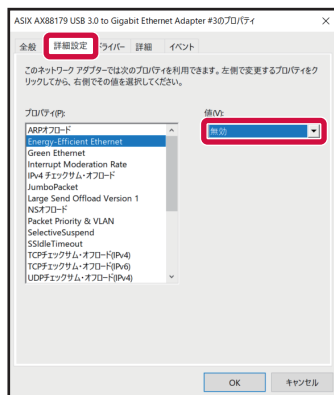 ASIX AX88179 USB 3.0 to Gigabit Ethernet Adapter #3のプロパティ
全般 詳細設定 ドライバー 詳細 イベント
このネットワーク アダプターでは次のプロパティを利用できます。左側で変更するプロパティをク
リックしてから、右側でその値を選択してください。
プロパティ(P): 値(V):
ARPオフロード 無効
Energy-Efficient Ethernet
Green Ethernet
Interrupt Moderation Rate
IPv4 チェックサム・オフロード
JumboPacket
Large Send Offload Version 1
NSオフロード
Packet Priority & VLAN
SelectiveSuspend
SSIdleTimeout
TCPチェックサム・オフロード(IPv4)
TCPチェックサム・オフロード(IPv6)
UDPチェックサム・オフロード(IPv4)
OK キャンセル